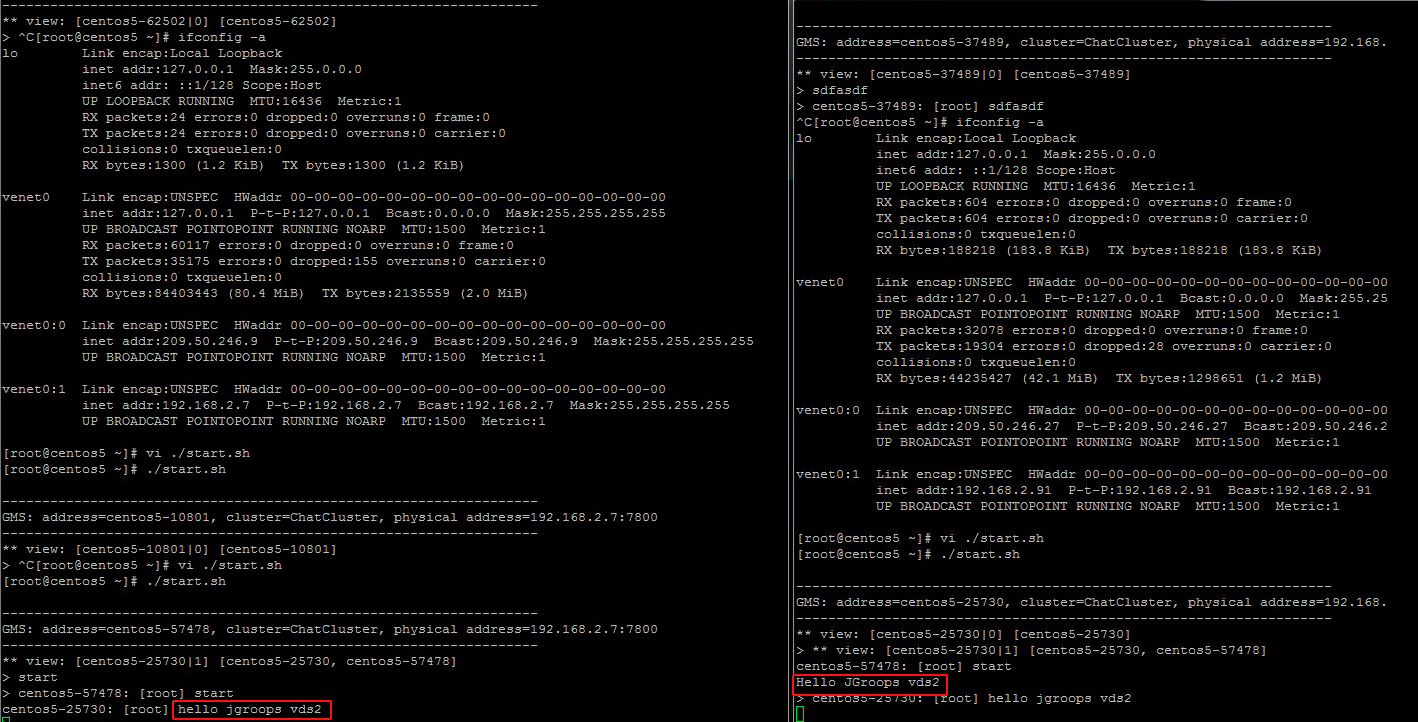 ------------------------------------------------------------------
** view: [centos5-62502|0] [centos5-62502]
> ^C[root@centos5 ~]# ifconfig -a
lo        Link encap:Local Loopback
          inet addr:127.0.0.1  Mask:255.0.0.0
          inet6 addr: ::1/128 Scope:Host
          UP LOOPBACK RUNNING  MTU:16436  Metric:1
          RX packets:24 errors:0 dropped:0 overruns:0 frame:0
          TX packets:24 errors:0 dropped:0 overruns:0 carrier:0
          collisions:0 txqueuelen:0
          RX bytes:1300 (1.2 KiB)  TX bytes:1300 (1.2 KiB)
venet0    Link encap:UNSPEC  HWaddr 00-00-00-00-00-00-00-00-00-00-00-00-00-00-00-00
          inet addr:127.0.0.1  P-t-P:127.0.0.1  Bcast:0.0.0.0  Mask:255.255.255.255
          UP BROADCAST POINTOPOINT RUNNING NOARP  MTU:1500  Metric:1
          RX packets:60117 errors:0 dropped:0 overruns:0 frame:0
          TX packets:35175 errors:0 dropped:155 overruns:0 carrier:0
          collisions:0 txqueuelen:0
          RX bytes:84403443 (80.4 MiB)  TX bytes:2135559 (2.0 MiB)
venet0:0  Link encap:UNSPEC  HWaddr 00-00-00-00-00-00-00-00-00-00-00-00-00-00-00-00
          inet addr:209.50.246.9  P-t-P:209.50.246.9  Bcast:209.50.246.9  Mask:255.255.255.255
          UP BROADCAST POINTOPOINT RUNNING NOARP  MTU:1500  Metric:1
venet0:1  Link encap:UNSPEC  HWaddr 00-00-00-00-00-00-00-00-00-00-00-00-00-00-00-00
          inet addr:192.168.2.7  P-t-P:192.168.2.7  Bcast:192.168.2.7  Mask:255.255.255.255
          UP BROADCAST POINTOPOINT RUNNING NOARP  MTU:1500  Metric:1
[root@centos5 ~]# vi ./start.sh
[root@centos5 ~]# ./start.sh
-------------------------------------------------------------------
GMS: address=centos5-10801, cluster=ChatCluster, physical address=192.168.2.7:7800
-------------------------------------------------------------------
** view: [centos5-10801|0] [centos5-10801]
> ^C[root@centos5 ~]# vi ./start.sh
[root@centos5 ~]# ./start.sh
-------------------------------------------------------------------
GMS: address=centos5-57478, cluster=ChatCluster, physical address=192.168.2.7:7800
-------------------------------------------------------------------
** view: [centos5-25730|1] [centos5-25730, centos5-57478]
> start
> centos5-57478: [root] start
centos5-25730: [root] hello jgroops vds2
-------------------------------------------------------------------
GMS: address=centos5-37489, cluster=ChatCluster, physical address=192.168.
-------------------------------------------------------------------
** view: [centos5-37489|0] [centos5-37489]
> sdfasdf
> centos5-37489: [root] sdfasdf
^C[root@centos5 ~]# ifconfig -a
lo        Link encap:Local Loopback
          inet addr:127.0.0.1  Mask:255.0.0.0
          inet6 addr: ::1/128 Scope:Host
          UP LOOPBACK RUNNING  MTU:16436  Metric:1
          RX packets:604 errors:0 dropped:0 overruns:0 frame:0
          TX packets:604 errors:0 dropped:0 overruns:0 carrier:0
          collisions:0 txqueuelen:0
          RX bytes:188218 (183.8 KiB)  TX bytes:188218 (183.8 KiB)
venet0    Link encap:UNSPEC  HWaddr 00-00-00-00-00-00-00-00-00-00-00-00-00-00-00-00
          inet addr:127.0.0.1  P-t-P:127.0.0.1  Bcast:0.0.0.0  Mask:255.25
          UP BROADCAST POINTOPOINT RUNNING NOARP  MTU:1500  Metric:1
          RX packets:32078 errors:0 dropped:0 overruns:0 frame:0
          TX packets:19304 errors:0 dropped:28 overruns:0 carrier:0
          collisions:0 txqueuelen:0
          RX bytes:44235427 (42.1 MiB)  TX bytes:1298651 (1.2 MiB)
venet0:0  Link encap:UNSPEC  HWaddr 00-00-00-00-00-00-00-00-00-00-00-00-00-00-00-00
          inet addr:209.50.246.27  P-t-P:209.50.246.27  Bcast:209.50.246.2
          UP BROADCAST POINTOPOINT RUNNING NOARP  MTU:1500  Metric:1
venet0:1  Link encap:UNSPEC  HWaddr 00-00-00-00-00-00-00-00-00-00-00-00-00-00-00-00
          inet addr:192.168.2.91  P-t-P:192.168.2.91  Bcast:192.168.2.91
          UP BROADCAST POINTOPOINT RUNNING NOARP  MTU:1500  Metric:1
[root@centos5 ~]# vi ./start.sh
[root@centos5 ~]# ./start.sh
-------------------------------------------------------------------
GMS: address=centos5-25730, cluster=ChatCluster, physical address=192.168.
-------------------------------------------------------------------
** view: [centos5-25730|0] [centos5-25730]
> ** view: [centos5-25730|1] [centos5-25730, centos5-57478]
centos5-57478: [root] start
Hello JGroops vds2
> centos5-25730: [root] hello jgroops vds2